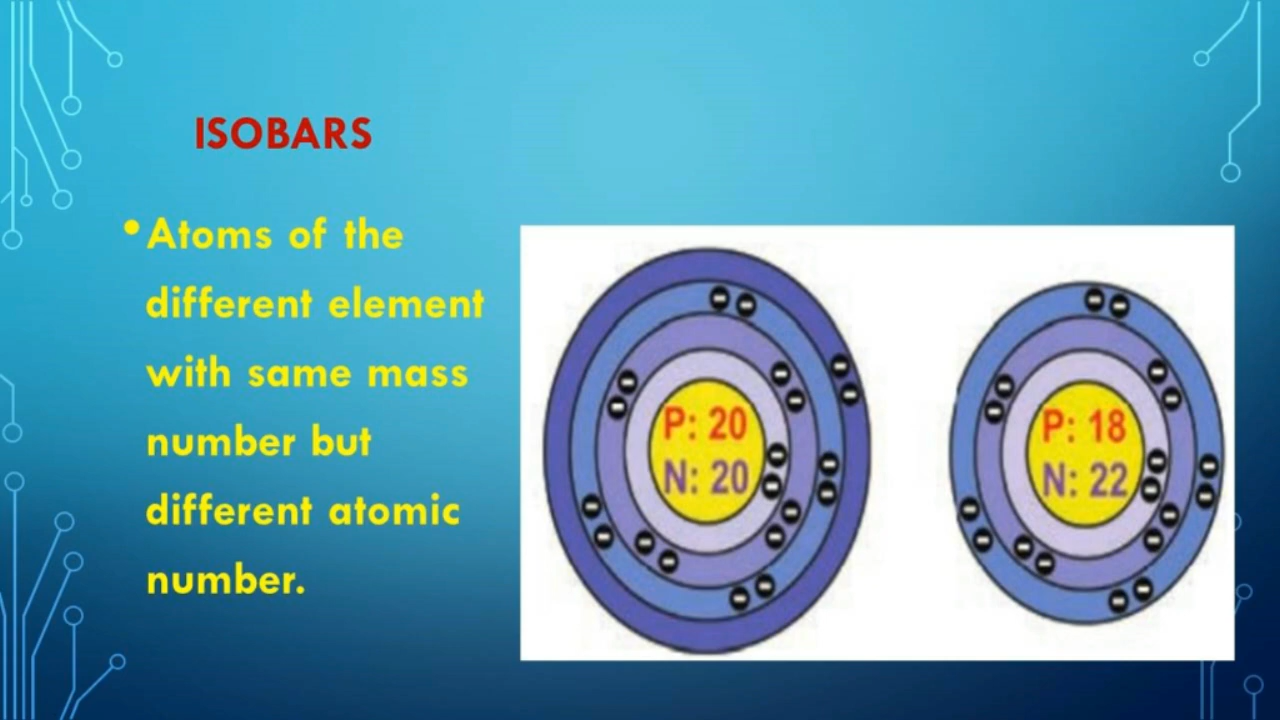 ISOBARS
•Atoms of the
different element
with same mass
number but
different atomic
number.
P: 20
N: 20
P: 18
N: 22